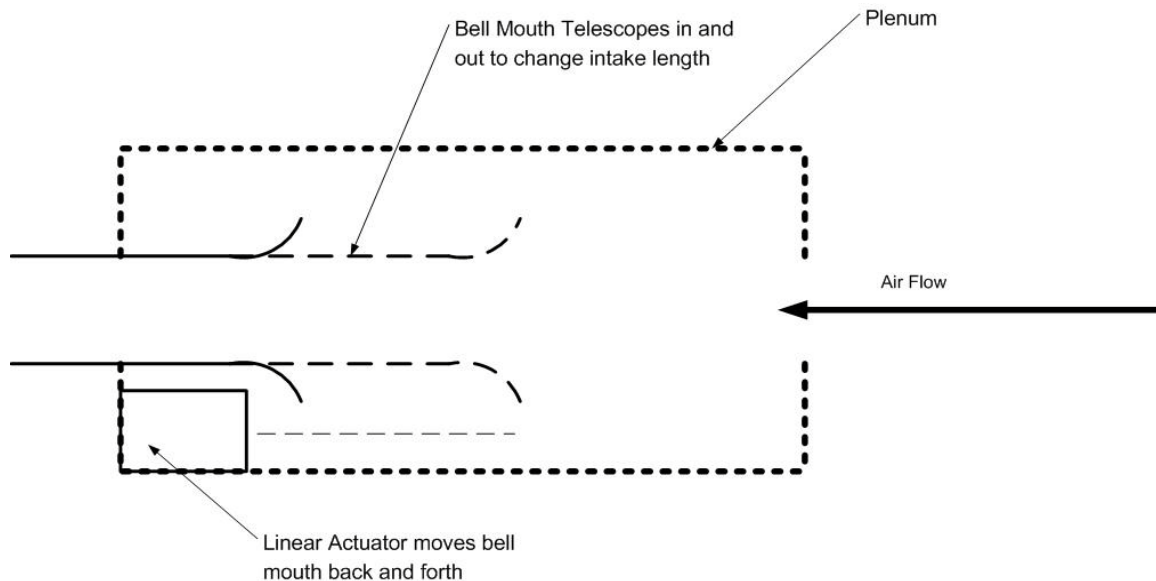 Bell Mouth Telescopes in and
out to change intake length
Plenum
Air Flow
Linear Actuator moves bell
mouth back and forth